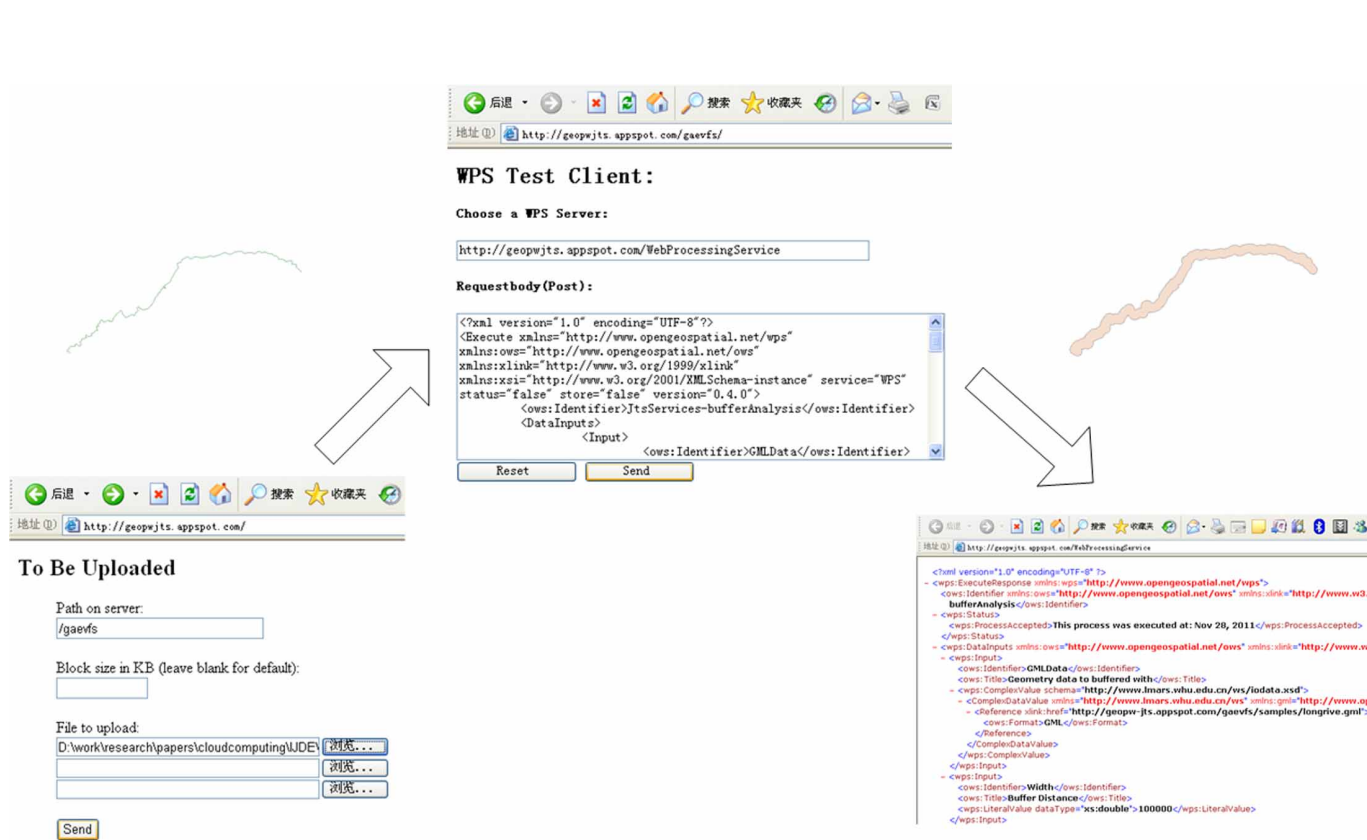 后退
搜索
收藏夹
地址(D)
http://geopwjts.appspot.com/gaevfs/
WPS Test Client:
Choose a WPS Server:
http://geopwjts.appspot.com/WebProcessingService
Requestbody(Post):
<?xml version="1.0" encoding="UTF-8"?>
<Execute xmlns="http://www.opengeospatial.net/wps"
xmlns:ows="http://www.opengeospatial.net/ows"
xmlns:xlink="http://www.w3.org/1999/xlink"
xmlns:xsi="http://www.w3.org/2001/XMLSchema-instance" service="WPS"
status="false" store="false" version="0.4.0">
<ows:Identifier>JtsServices-bufferAnalysis</ows:Identifier>
<DataInputs>
<Input>
<ows:Identifier>GMLData</ows:Identifier>
Reset Send
后退
搜索
收藏夹
地址(D)
http://geopwjts.appspot.com/
To Be Uploaded
Path on server:
/gaevfs
Block size in KB (leave blank for default):
File to upload:
D:\work\research\papers\cloudcomputing\IJDE\ 浏览...
浏览...
浏览...
Send
后退
搜索
收藏夹
地址(D)
http://geopwjts.appspot.com/WebProcessingService
<?xml version="1.0" encoding="UTF-8" ?>
- <wps:ExecuteResponse xmlns:wps="http://www.opengeospatial.net/wps">
<ows:Identifier xmlns:ows="http://www.opengeospatial.net/ows" xmlns:xlink="http://www.w3.
bufferAnalysis</ows:Identifier>
- <wps:Status>
<wps:ProcessAccepted>This process was executed at: Nov 28, 2011</wps:ProcessAccepted>
</wps:Status>
- <wps:DataInputs xmlns:ows="http://www.opengeospatial.net/ows" xmlns:xlink="http://www.w
- <wps:Input>
<ows:Identifier>GMLData</ows:Identifier>
<ows:Title>Geometry data to buffered with</ows:Title>
- <wps:ComplexValue schema="http://www.lmars.whu.edu.cn/ws/iodata.xsd">
- <ComplexDataValue xmlns="http://www.lmars.whu.edu.cn/ws" xmlns:gml="http://www.op
- <Reference xlink:href="http://geopw-jts.appspot.com/gaevfs/samples/longrive.gml">
<ows:Format>GML</ows:Format>
</Reference>
</ComplexDataValue>
</wps:ComplexValue>
</wps:Input>
- <wps:Input>
<ows:Identifier>Width</ows:Identifier>
<ows:Title>Buffer Distance</ows:Title>
<wps:LiteralValue dataType="xs:double">100000</wps:LiteralValue>
</wps:Input>